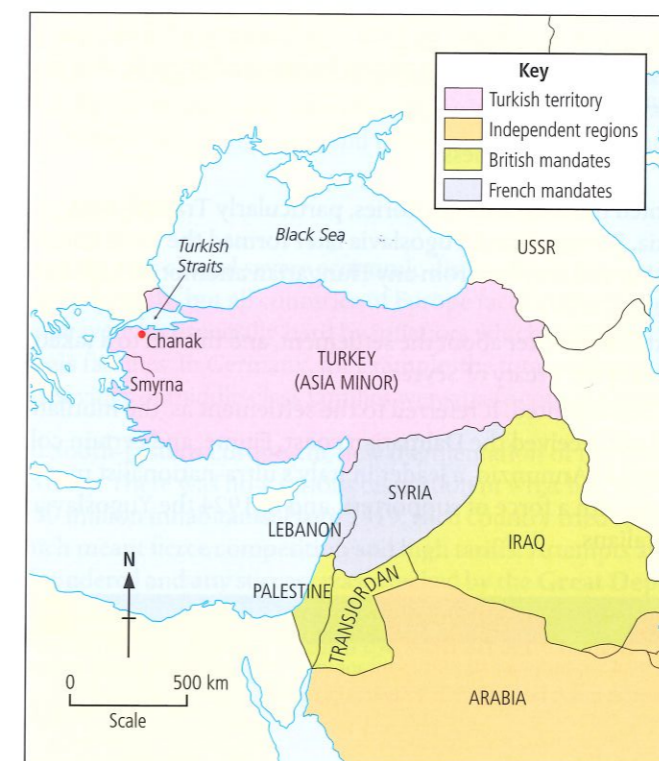 Key
Turkish territory
Independent regions
British mandates
French mandates
USSR
Black Sea
Turkish
Straits
Chanak
TURKEY
(ASIA MINOR)
Smyrna
SYRIA
LEBANON
IRAQ
PALESTINE
TRANSJORDAN
N
0 500 km
Scale
ARABIA